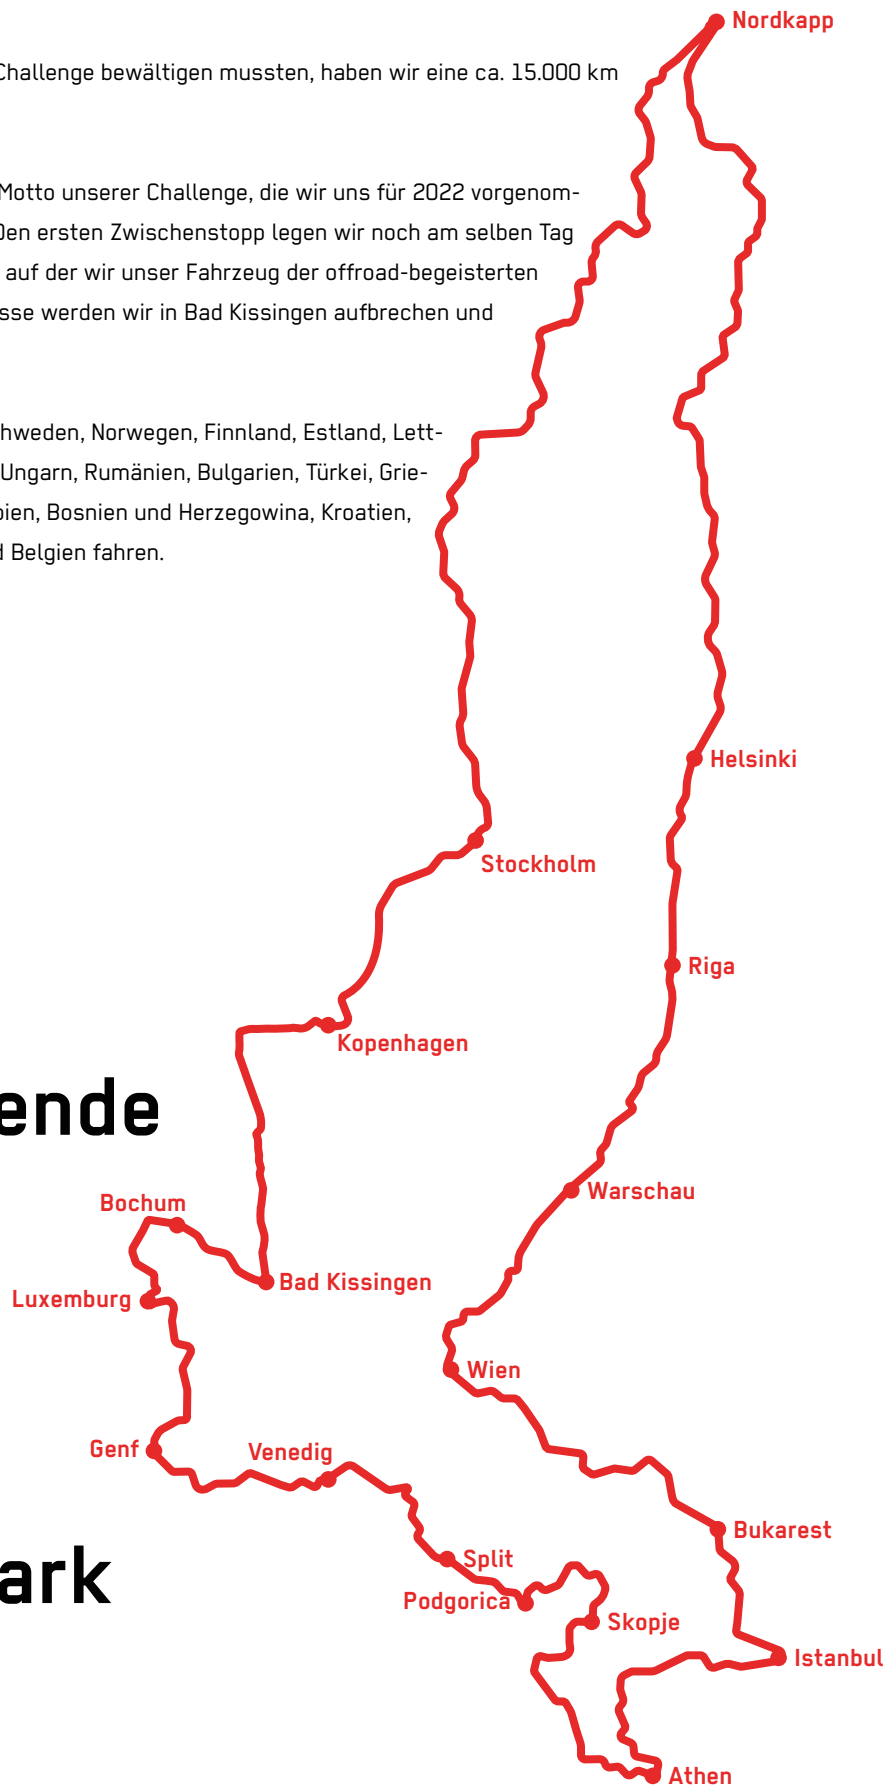 Nordkapp
Challenge bewältigen mussten, haben wir eine ca. 15.000 km
Motto unserer Challenge, die wir uns für 2022 vorgenom-
Den ersten Zwischenstopp legen wir noch am selben Tag
auf der wir unser Fahrzeug der offroad-begeisterten
sse werden wir in Bad Kissingen aufbrechen und
hweden, Norwegen, Finnland, Estland, Lett-
Ungarn, Rumänien, Bulgarien, Türkei, Grie-
bien, Bosnien und Herzegowina, Kroatien,
d Belgien fahren.
Helsinki
Stockholm
Riga
Kopenhagen
ende
Warschau
Bochum
Bad Kissingen
Luxemburg
Wien
Genf
Venedig
Bukarest
Split
ark
Podgorica
Skopje
Istanbul
Athen